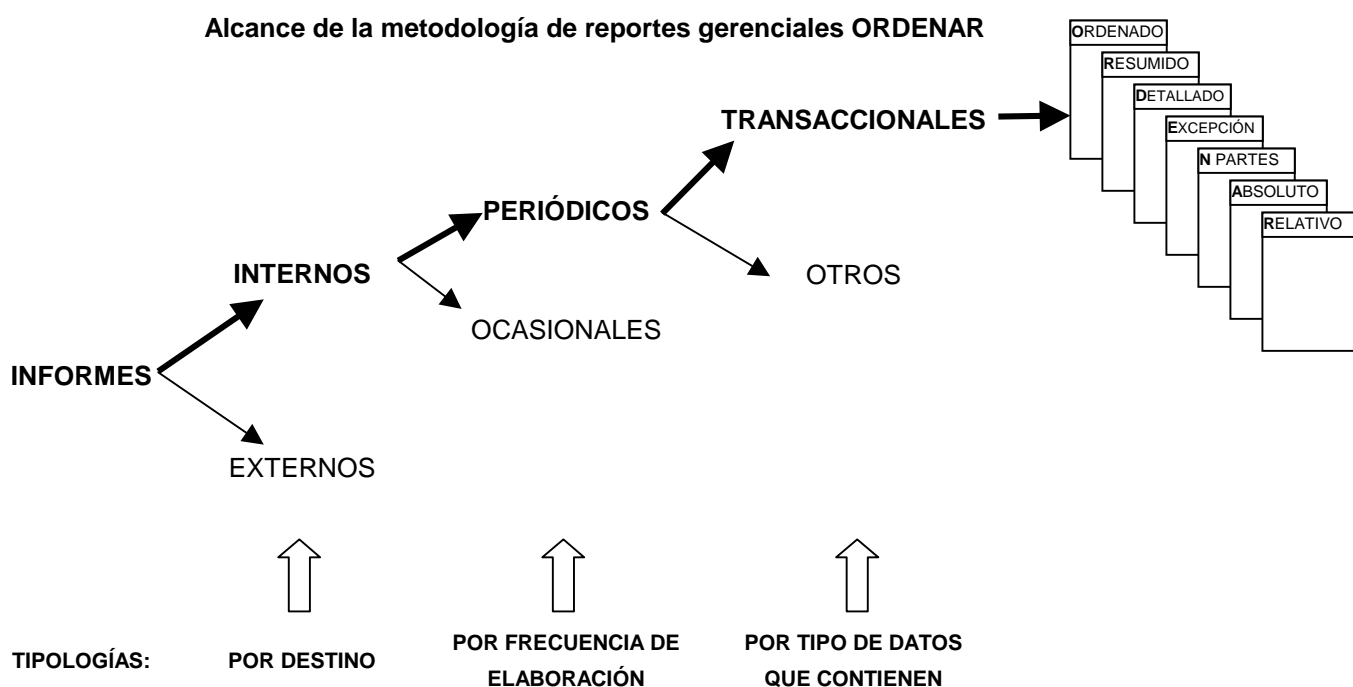 Alcance de la metodología de reportes gerenciales ORDENAR
ORDENADO
RESUMIDO
DETALLADO
EXCEPCIÓN
N PARTES
ABSOLUTO
RELATIVO
TRANSACCIONALES
PERIÓDICOS
OTROS
INTERNOS
OCASIONALES
INFORMES
EXTERNOS
TIPOLOGÍAS:
POR DESTINO
POR FRECUENCIA DE
ELABORACIÓN
POR TIPO DE DATOS
QUE CONTIENEN